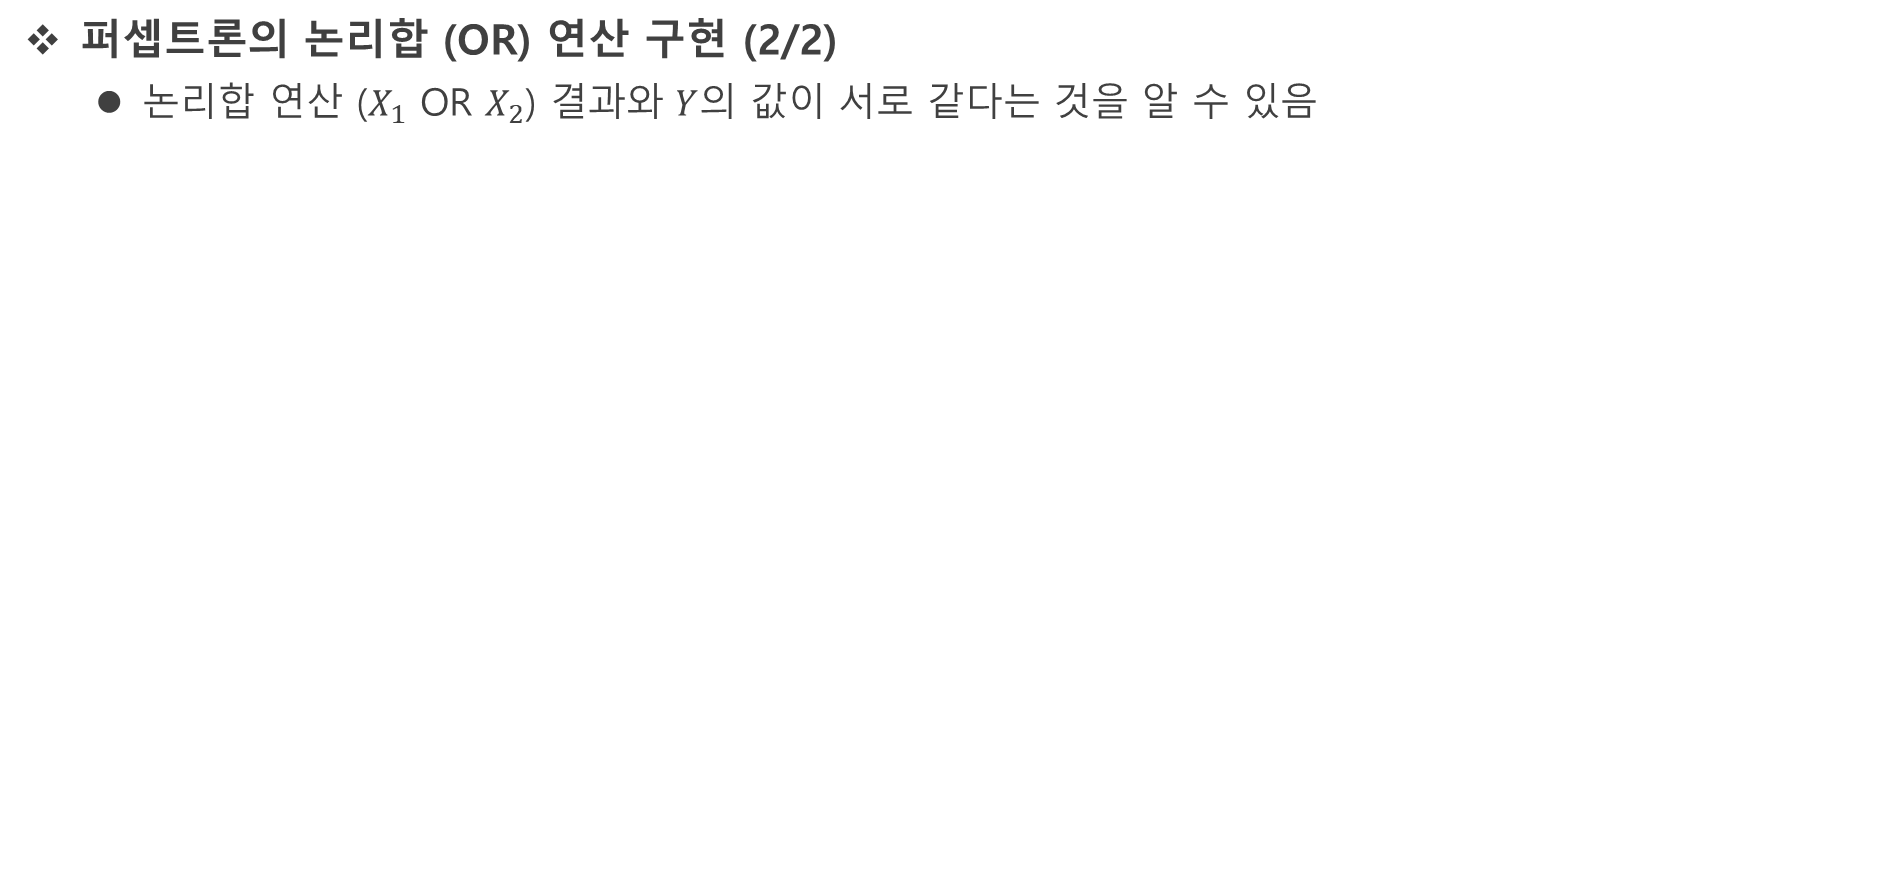 ❖ 퍼셉트론의 논리합 (OR) 연산 구현 (2/2)
● 논리합 연산 (X₁ OR X₂) 결과와 Y의 값이 서로 같다는 것을 알 수 있음